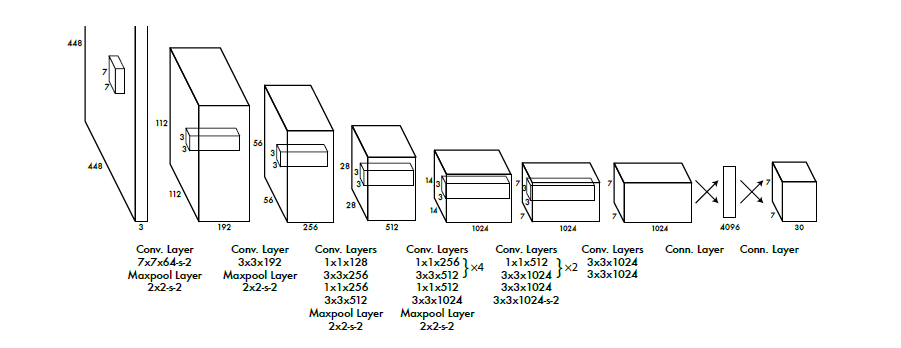 448
448
7
7
3
112
112
3
3
192
56
56
3
3
256
28
28
3
3
512
14
14
3
3
1024
7
7
3
3
1024
7
7
1024
4096
7
7
30
Conv. Layer
7x7x64-s-2
Maxpool Layer
2x2-s-2
Conv. Layer
3x3x192
Maxpool Layer
2x2-s-2
Conv. Layers
1x1x128
3x3x256
1x1x256
3x3x512
Maxpool Layer
2x2-s-2
Conv. Layers
1x1x256
3x3x512 }×4
1x1x512
3x3x1024
Maxpool Layer
2x2-s-2
Conv. Layers
1x1x512
3x3x1024 }×2
3x3x1024
3x3x1024-s-2
Conv. Layers
3x3x1024
3x3x1024
Conn. Layer
Conn. Layer